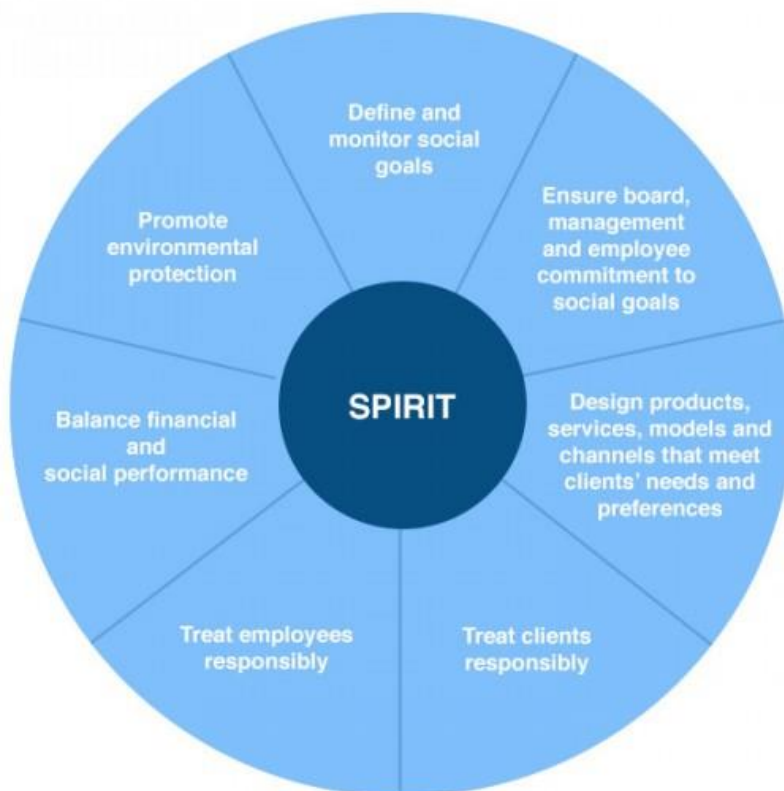 Define and
monitor social
goals
Ensure board,
management
and employee
commitment to
social goals
Design products,
services, models and
channels that meet
clients’ needs and
preferences
Treat clients
responsibly
Treat employees
responsibly
Balance financial
and
social performance
Promote
environmental
protection
SPIRIT